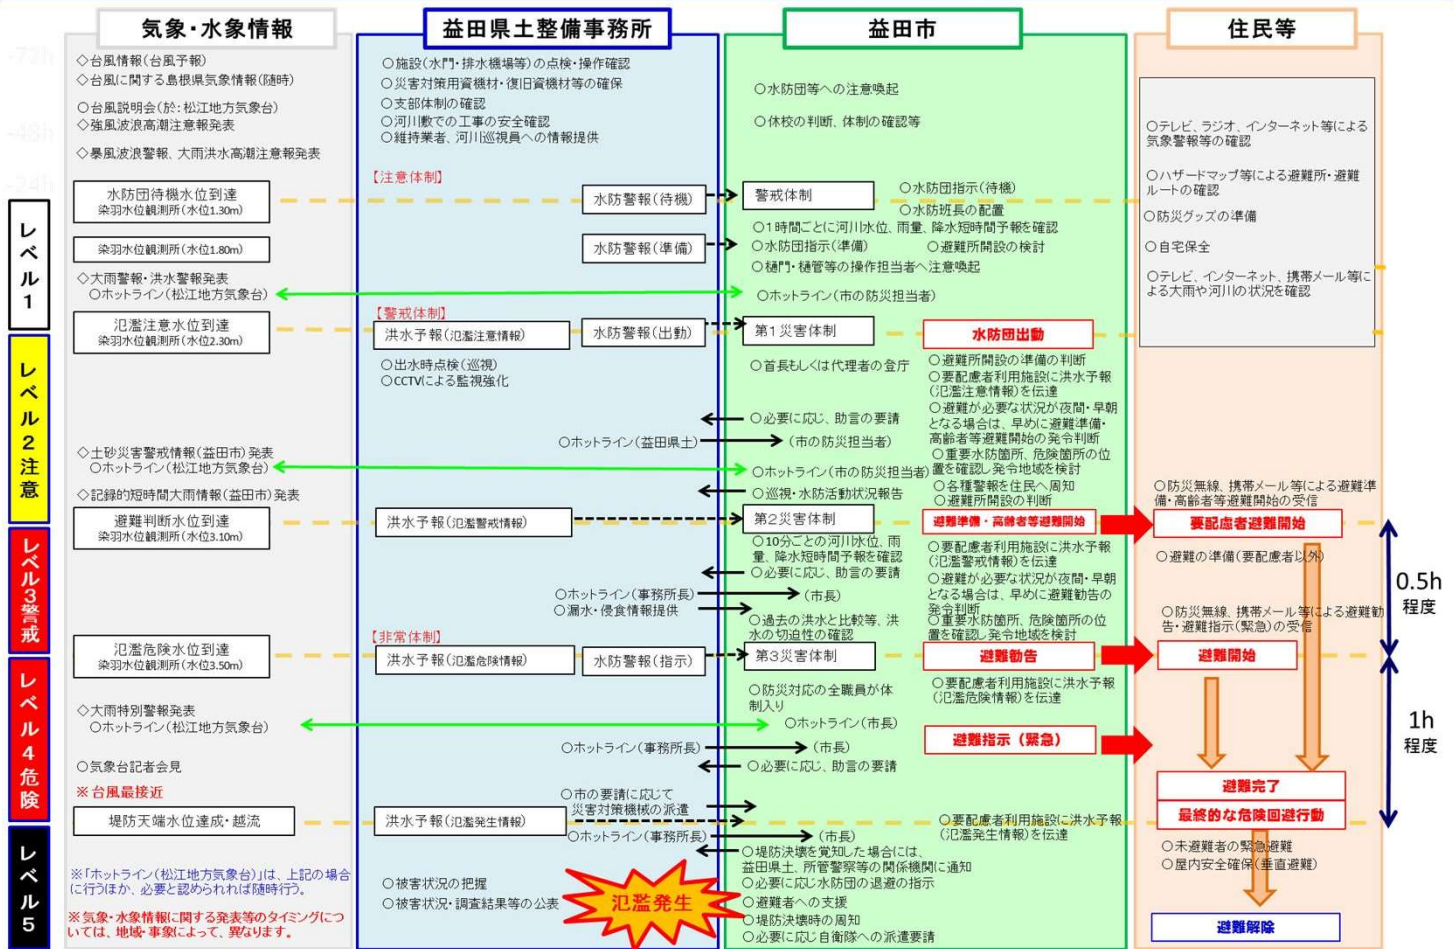 気象・水象情報
益田県土整備事務所
益田市
住民等
-72h
-48h
-24h
レベル1
レベル2注意
レベル3警戒
レベル4危険
レベル5
◇台風情報(台風予報)
◇台風に関する島根県気象情報(随時)
○台風説明会(於:松江地方気象台)
◇強風波浪高潮注意報発表
◇暴風波浪警報、大雨洪水高潮注意報発表
水防団待機水位到達
染羽水位観測所(水位1.30m)
染羽水位観測所(水位1.80m)
◇大雨警報・洪水警報発表
○ホットライン(松江地方気象台)
氾濫注意水位到達
染羽水位観測所(水位2.30m)
◇土砂災害警戒情報(益田市)発表
○ホットライン(松江地方気象台)
◇記録的短時間大雨情報(益田市)発表
避難判断水位到達
染羽水位観測所(水位3.10m)
氾濫危険水位到達
染羽水位観測所(水位3.50m)
◇大雨特別警報発表
○ホットライン(松江地方気象台)
○気象台記者会見
※台風最接近
堤防天端水位達成・越流
※「ホットライン(松江地方気象台)」は、上記の場合
に行うほか、必要と認められれば随時行う。
※気象・水象情報に関する発表等のタイミングにつ
いては、地域・事象によって、異なります。
○施設(水門・排水機場等)の点検・操作確認
○災害対策用資機材・復旧資機材等の確保
○支部体制の確認
○河川敷での工事の安全確認
○維持業者、河川巡視員への情報提供
【注意体制】
水防警報(待機)
水防警報(準備)
【警戒体制】
洪水予報(氾濫注意情報)
水防警報(出動)
○出水時点検(巡視)
○CCTVによる監視強化
○ホットライン(益田県土)
洪水予報(氾濫警戒情報)
○ホットライン(事務所長)
○漏水・侵食情報提供
【非常体制】
洪水予報(氾濫危険情報)
水防警報(指示)
○ホットライン(事務所長)
○市の要請に応じて
災害対策機械の派遣
洪水予報(氾濫発生情報)
○ホットライン(事務所長)
○被害状況の把握
○被害状況・調査結果等の公表
氾濫発生
○水防団等への注意喚起
○休校の判断、体制の確認等
警戒体制
○水防団指示(待機)
○水防班長の配置
○1時間ごとに河川水位、雨量、降水短時間予報を確認
○水防団指示(準備)
○避難所開設の検討
○樋門・樋管等の操作担当者へ注意喚起
○ホットライン(市の防災担当者)
第1災害体制
水防団出動
○首長もしくは代理者の登庁
○必要に応じ、助言の要請
(市の防災担当者)
○ホットライン(市の防災担当者)
○巡視・水防活動状況報告
○避難所開設の準備の判断
○要配慮者利用施設に洪水予報
(氾濫注意情報)を伝達
○避難が必要な状況が夜間・早朝
となる場合は、早めに避難準備・
高齢者等避難開始の発令判断
○重要水防箇所、危険箇所の位
置を確認し発令地域を検討
○各種警報を住民へ周知
○避難所開設の判断
第2災害体制
避難準備・高齢者等避難開始
○10分ごとの河川水位、雨
量、降水短時間予報を確認
○必要に応じ、助言の要請
(市長)
○過去の洪水と比較等、洪
水の切迫性の確認
○要配慮者利用施設に洪水予報
(氾濫警戒情報)を伝達
○避難が必要な状況が夜間・早朝
となる場合は、早めに避難勧告の
発令判断
○重要水防箇所、危険箇所の位
置を確認し発令地域を検討
第3災害体制
避難勧告
○防災対応の全職員が体
制入り
○ホットライン(市長)
(市長)
○必要に応じ、助言の要請
○要配慮者利用施設に洪水予報
(氾濫危険情報)を伝達
避難指示(緊急)
(市長)
○要配慮者利用施設に洪水予報
(氾濫発生情報)を伝達
○堤防決壊を覚知した場合には、
益田県土、所管警察等の関係機関に通知
○必要に応じ水防団の退避の指示
○避難者への支援
○堤防決壊時の周知
○必要に応じ自衛隊への派遣要請
○テレビ、ラジオ、インターネット等による
気象警報等の確認
○ハザードマップ等による避難所・避難
ルートの確認
○防災グッズの準備
○自宅保全
○テレビ、インターネット、携帯メール等に
よる大雨や河川の状況を確認
○防災無線、携帯メール等による避難準
備・高齢者等避難開始の受信
要配慮者避難開始
○避難の準備(要配慮者以外)
○防災無線、携帯メール等による避難勧
告・避難指示(緊急)の受信
避難開始
避難完了
最終的な危険回避行動
○未避難者の緊急避難
○屋内安全確保(垂直避難)
避難解除
0.5h
程度
1h
程度